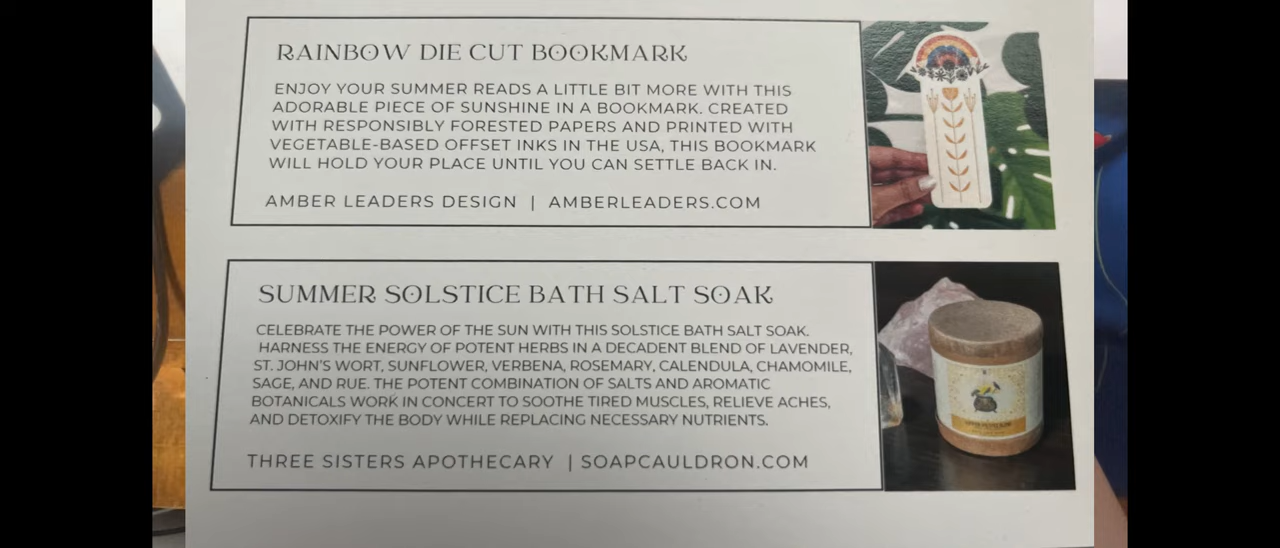 RAINBOW DIE CUT BOOKMARK
ENJOY YOUR SUMMER READS A LITTLE BIT MORE WITH THIS
ADORABLE PIECE OF SUNSHINE IN A BOOKMARK. CREATED
WITH RESPONSIBLY FORESTED PAPERS AND PRINTED WITH
VEGETABLE-BASED OFFSET INKS IN THE USA, THIS BOOKMARK
WILL HOLD YOUR PLACE UNTIL YOU CAN SETTLE BACK IN.
AMBER LEADERS DESIGN | AMBERLEADERS.COM
SUMMER SOLSTICE BATH SALT SOAK
CELEBRATE THE POWER OF THE SUN WITH THIS SOLSTICE BATH SALT SOAK.
HARNESS THE ENERGY OF POTENT HERBS IN A DECADENT BLEND OF LAVENDER,
ST. JOHN'S WORT, SUNFLOWER, VERBENA, ROSEMARY, CALENDULA, CHAMOMILE,
SAGE, AND RUE. THE POTENT COMBINATION OF SALTS AND AROMATIC
BOTANICALS WORK IN CONCERT TO SOOTHE TIRED MUSCLES, RELIEVE ACHES,
AND DETOXIFY THE BODY WHILE REPLACING NECESSARY NUTRIENTS.
THREE SISTERS APOTHECARY | SOAPCAULDRON.COM